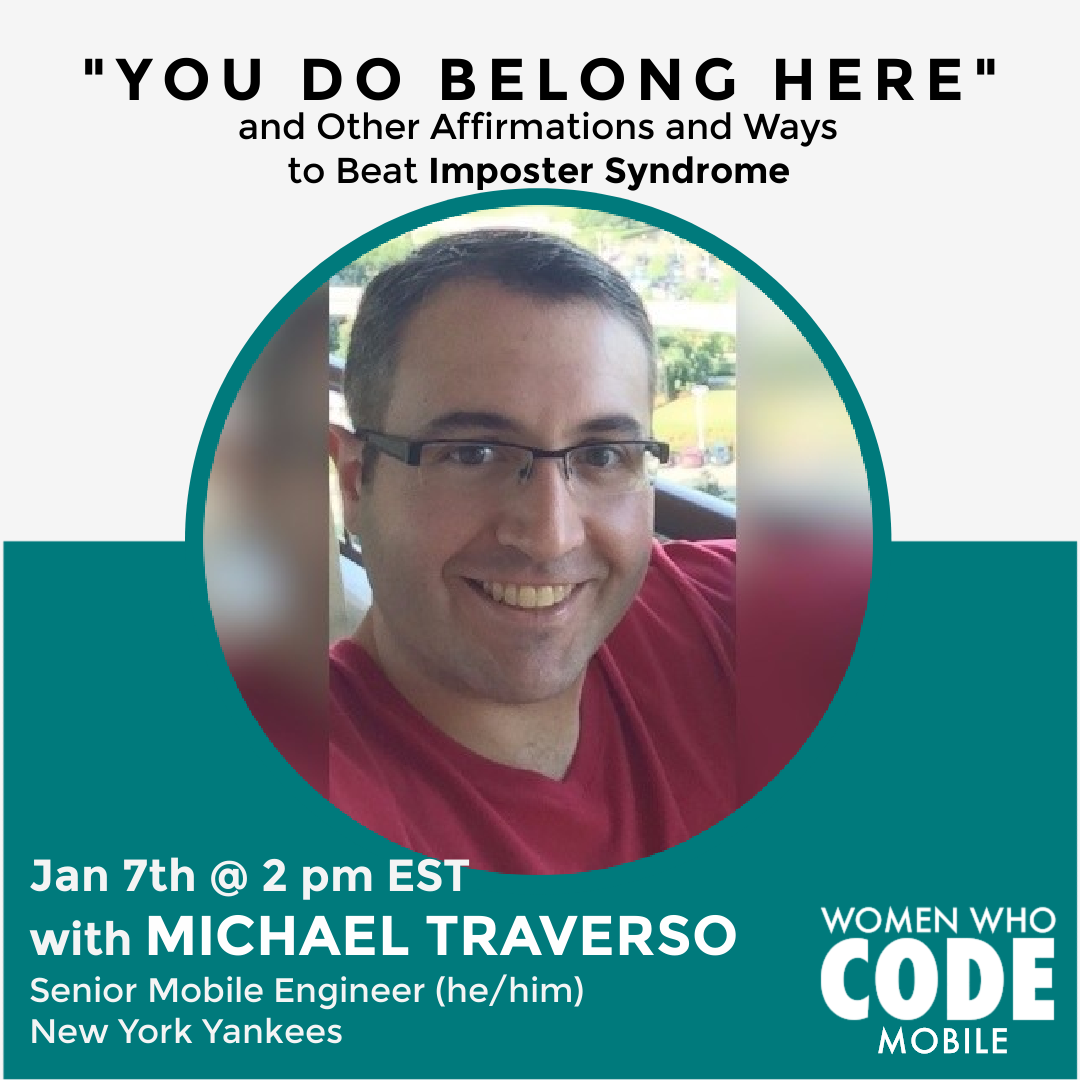 "YOU DO BELONG HERE"
and Other Affirmations and Ways
to Beat Imposter Syndrome
Jan 7th @ 2 pm EST
with MICHAEL TRAVERSO
Senior Mobile Engineer (he/him)
New York Yankees
WOMEN WHO
CODE
MOBILE